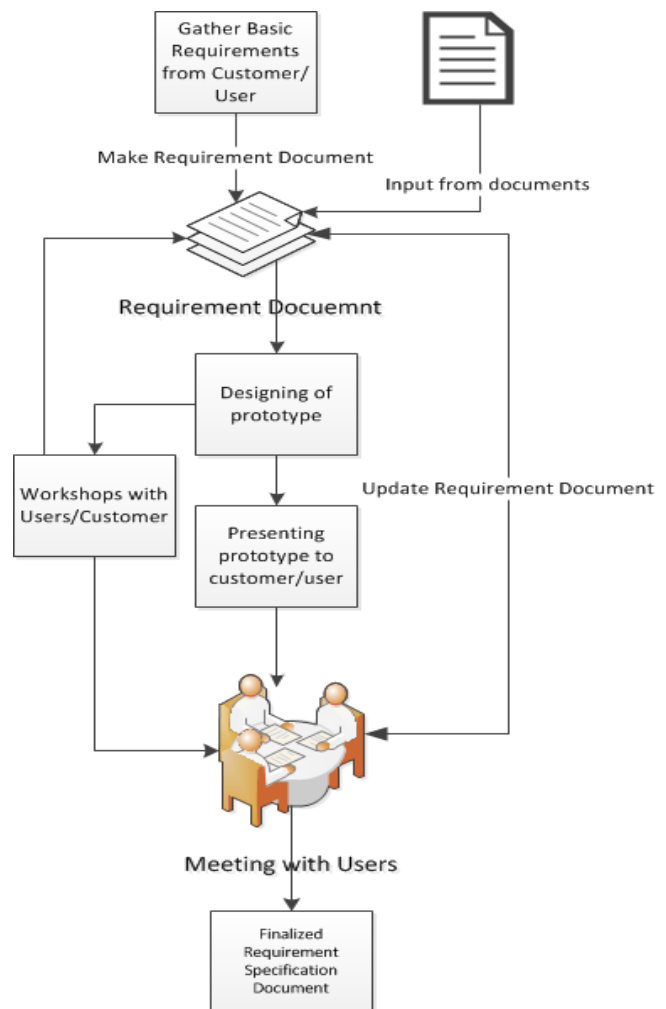 Gather Basic
Requirements
from Customer/
User
Make Requirement Document
Input from documents
Requirement Docuemnt
Designing of
prototype
Workshops with
Users/Customer
Update Requirement Document
Presenting
prototype to
customer/user
Meeting with Users
Finalized
Requirement
Specification
Document